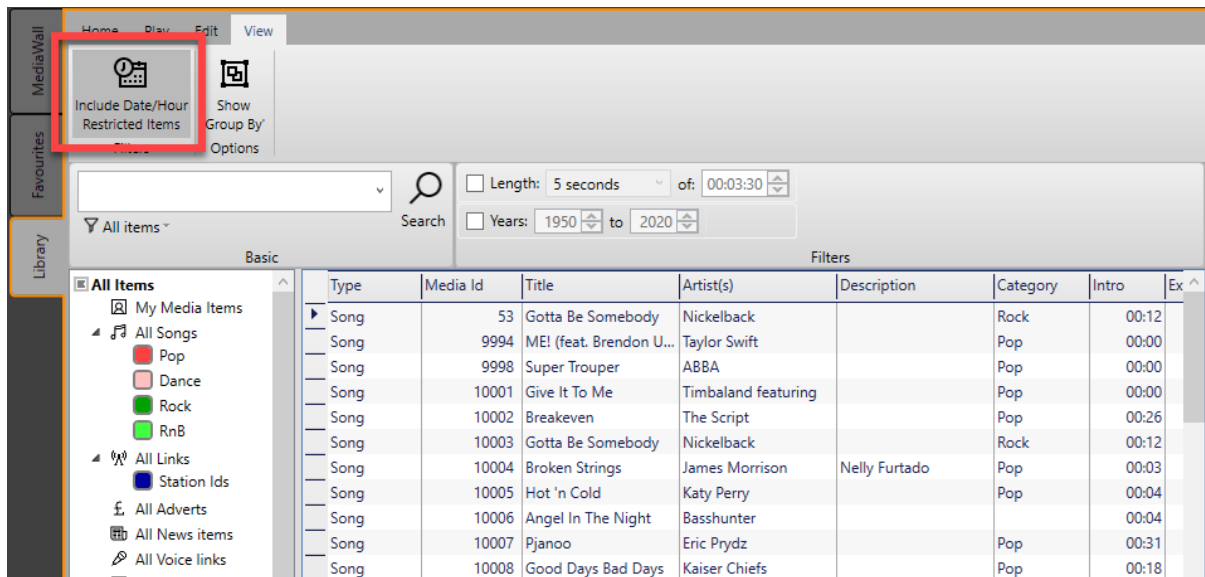 MediaWall
Favourites
Library
Home Play Edit View
Include Date/Hour
Restricted Items
Filters
Show
'Group By'
Options
Search
All items
Basic
Length: 5 seconds of: 00:03:30
Years: 1950 to 2020
Filters
All Items
My Media Items
All Songs
Pop
Dance
Rock
RnB
All Links
Station Ids
£ All Adverts
All News items
All Voice links
Type Media Id Title Artist(s) Description Category Intro Ex
Song 53 Gotta Be Somebody Nickelback Rock 00:12
Song 9994 ME! (feat. Brendon U... Taylor Swift Pop 00:00
Song 9998 Super Trouper ABBA Pop 00:00
Song 10001 Give It To Me Timbaland featuring Pop 00:00
Song 10002 Breakeven The Script Pop 00:26
Song 10003 Gotta Be Somebody Nickelback Rock 00:12
Song 10004 Broken Strings James Morrison Nelly Furtado Pop 00:03
Song 10005 Hot 'n Cold Katy Perry Pop 00:04
Song 10006 Angel In The Night Basshunter 00:04
Song 10007 Pjanoo Eric Prydz Pop 00:31
Song 10008 Good Days Bad Days Kaiser Chiefs Pop 00:18